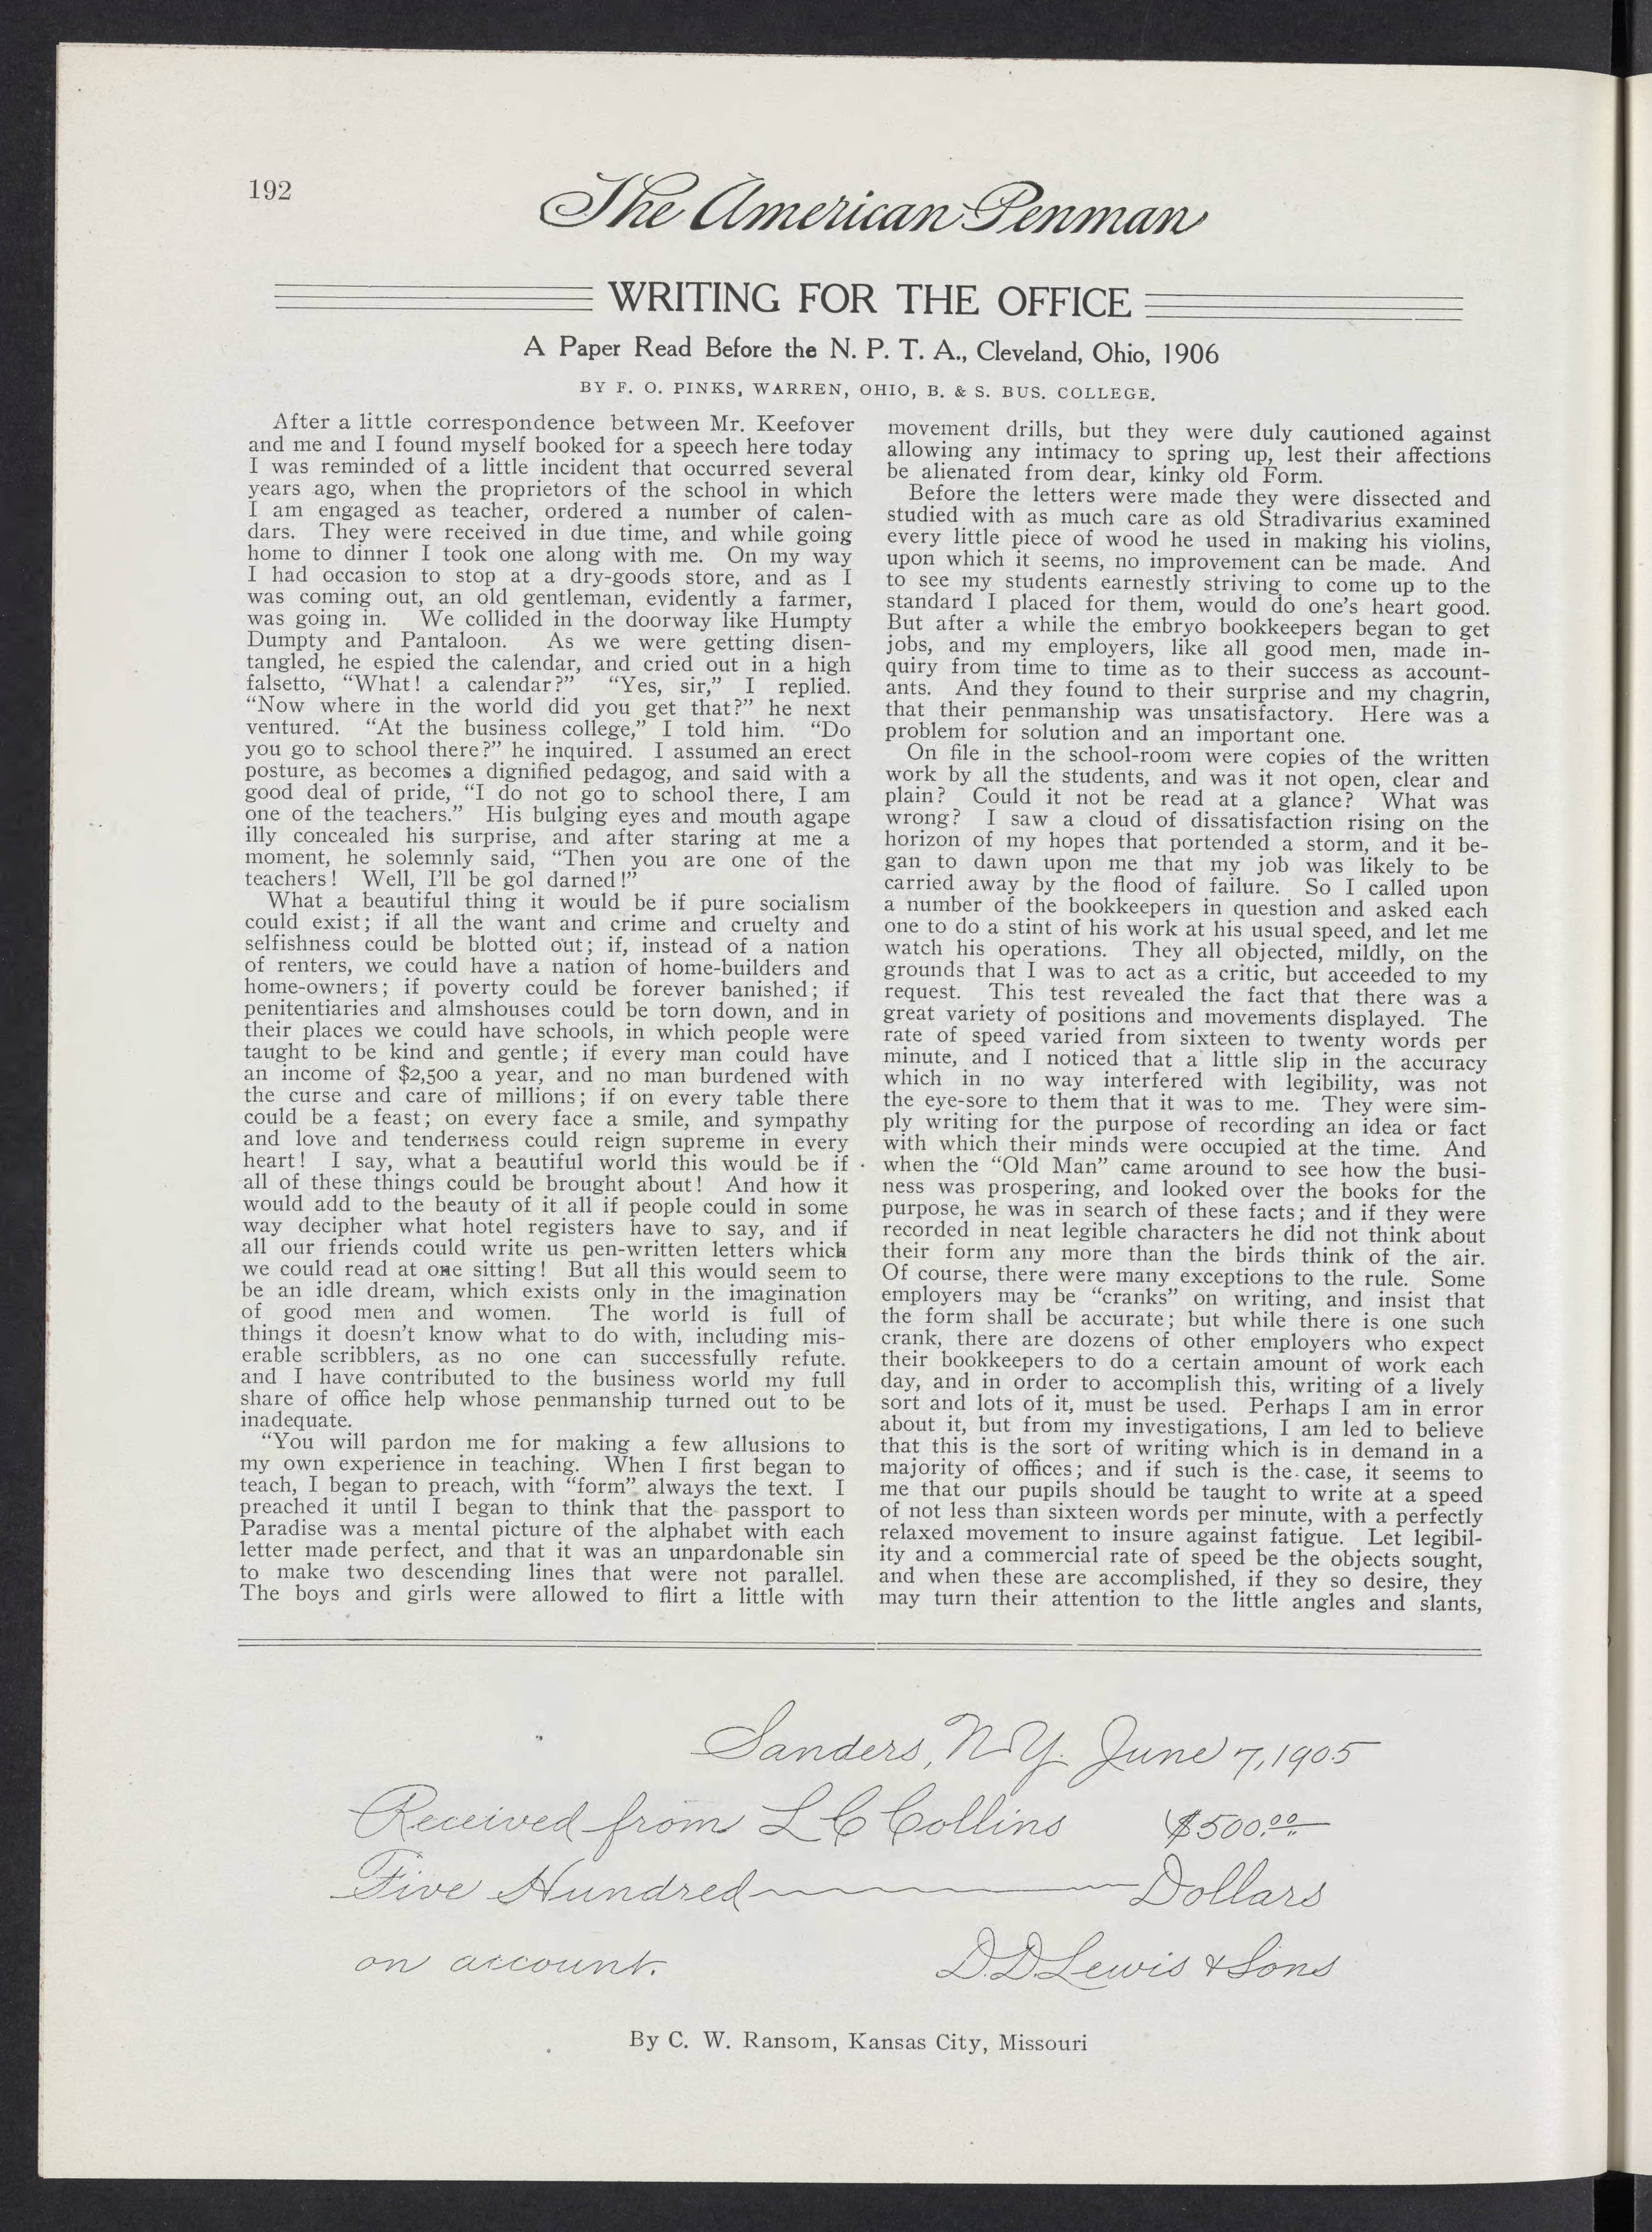 192
The American Penman
WRITING FOR THE OFFICE
A Paper Read Before the N. P. T. A., Cleveland, Ohio, 1906
BY F. O. PINKS, WARREN, OHIO, B. & S. BUS. COLLEGE.
After a little correspondence between Mr. Keefover
and me and I found myself booked for a speech here today
I was reminded of a little incident that occurred several
years ago, when the proprietors of the school in which
I am engaged as teacher, ordered a number of calen-
dars. They were received in due time, and while going
home to dinner I took one along with me. On my way
I had occasion to stop at a dry-goods store, and as I
was coming out, an old gentleman, evidently a farmer,
was going in. We collided in the doorway like Humpty
Dumpty and Pantaloon. As we were getting disen-
tangled, he espied the calendar, and cried out in a high
falsetto, "What! a calendar?" "Yes, sir," I replied.
"Now where in the world did you get that?" he next
ventured. "At the business college," I told him. "Do
you go to school there?" he inquired. I assumed an erect
posture, as becomes a dignified pedagog, and said with a
good deal of pride, "I do not go to school there, I am
one of the teachers." His bulging eyes and mouth agape
illy concealed his surprise, and after staring at me a
moment, he solemnly said, "Then you are one of the
teachers! Well, I'll be gol darned!"
What a beautiful thing it would be if pure socialism
could exist; if all the want and crime and cruelty and
selfishness could be blotted out; if, instead of a nation
of renters, we could have a nation of home-builders and
home-owners; if poverty could be forever banished; if
penitentiaries and almshouses could be torn down, and in
their places we could have schools, in which people were
taught to be kind and gentle; if every man could have
an income of $2,500 a year, and no man burdened with
the curse and care of millions; if on every table there
could be a feast; on every face a smile, and sympathy
and love and tenderness could reign supreme in every
heart! I say, what a beautiful world this would be if
all of these things could be brought about! And how it
would add to the beauty of it all if people could in some
way decipher what hotel registers have to say, and if
all our friends could write us pen-written letters which
we could read at one sitting! But all this would seem to
be an idle dream, which exists only in the imagination
of good men and women. The world is full of
things it doesn't know what to do with, including mis-
erable scribblers, as no one can successfully refute.
and I have contributed to the business world my full
share of office help whose penmanship turned out to be
inadequate.
"You will pardon me for making a few allusions to
my own experience in teaching. When I first began to
teach, I began to preach, with "form" always the text. I
preached it until I began to think that the passport to
Paradise was a mental picture of the alphabet with each
letter made perfect, and that it was an unpardonable sin
to make two descending lines that were not parallel.
The boys and girls were allowed to flirt a little with
movement drills, but they were duly cautioned against
allowing any intimacy to spring up, lest their affections
be alienated from dear, kinky old Form.
Before the letters were made they were dissected and
studied with as much care as old Stradivarius examined
every little piece of wood he used in making his violins,
upon which it seems, no improvement can be made. And
to see my students earnestly striving to come up to the
standard I placed for them, would do one's heart good.
But after a while the embryo bookkeepers began to get
jobs, and my employers, like all good men, made in-
quiry from time to time as to their success as account-
ants. And they found to their surprise and my chagrin,
that their penmanship was unsatisfactory. Here was a
problem for solution and an important one.
On file in the school-room were copies of the written
work by all the students, and was it not open, clear and
plain? Could it not be read at a glance? What was
wrong? I saw a cloud of dissatisfaction rising on the
horizon of my hopes that portended a storm, and it be-
gan to dawn upon me that my job was likely to be
carried away by the flood of failure. So I called upon
a number of the bookkeepers in question and asked each
one to do a stint of his work at his usual speed, and let me
watch his operations. They all objected, mildly, on the
grounds that I was to act as a critic, but acceeded to my
request. This test revealed the fact that there was a
great variety of positions and movements displayed. The
rate of speed varied from sixteen to twenty words per
minute, and I noticed that a little slip in the accuracy
which in no way interfered with legibility, was not
the eye-sore to them that it was to me. They were sim-
ply writing for the purpose of recording an idea or fact
with which their minds were occupied at the time. And
when the "Old Man" came around to see how the busi-
ness was prospering, and looked over the books for the
purpose, he was in search of these facts; and if they were
recorded in neat legible characters he did not think about
their form any more than the birds think of the air.
Of course, there were many exceptions to the rule. Some
employers may be "cranks" on writing, and insist that
the form shall be accurate; but while there is one such
crank, there are dozens of other employers who expect
their bookkeepers to do a certain amount of work each
day, and in order to accomplish this, writing of a lively
sort and lots of it, must be used. Perhaps I am in error
about it, but from my investigations, I am led to believe
that this is the sort of writing which is in demand in a
majority of offices; and if such is the case, it seems to
me that our pupils should be taught to write at a speed
of not less than sixteen words per minute, with a perfectly
relaxed movement to insure against fatigue. Let legibil-
ity and a commercial rate of speed be the objects sought,
and when these are accomplished, if they so desire, they
may turn their attention to the little angles and slants,
Sanders, N.Y. June 7, 1905
Received from L C Collins $500.00
Five Hundred Dollars
on account. D.D. Lewis & Sons
By C. W. Ransom, Kansas City, Missouri